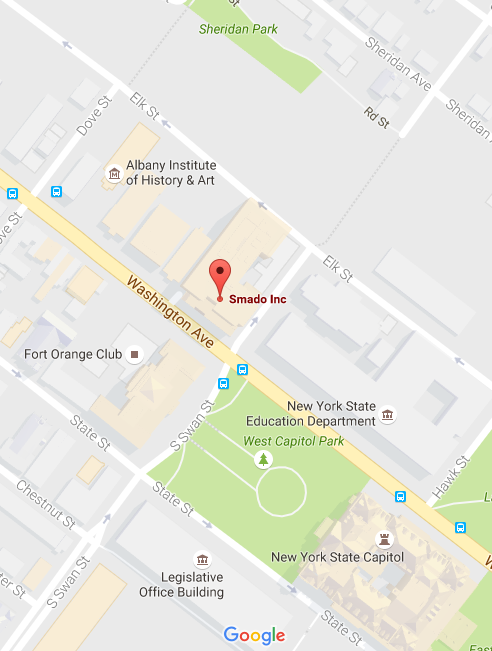 Sheridan Park
Sheridan Ave
Sheridan
Rd St
Elk St
Dove St
Albany Institute
of History & Art
Elk St
Smado Inc
Washington Ave
Fort Orange Club
New York State
Education Department
West Capitol Park
S Swan St
State St
State St
Hawk St
Chestnut St
New York State Capitol
Legislative
Office Building
S Swan St
State St
Google